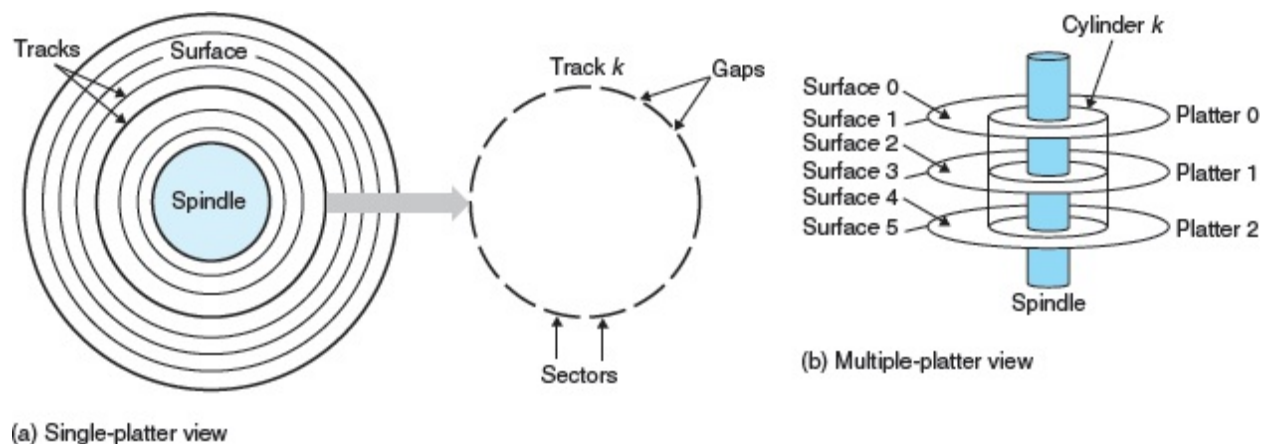 Tracks
Surface
Spindle
Track k
Gaps
Sectors
(a) Single-platter view
Cylinder k
Surface 0
Surface 1
Surface 2
Surface 3
Surface 4
Surface 5
Platter 0
Platter 1
Platter 2
Spindle
(b) Multiple-platter view